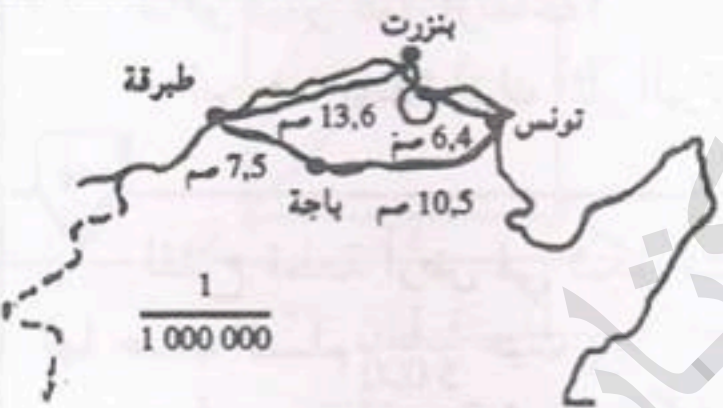 بنزرت
طبرقة
13,6 صم
6,4 صم
تونس
7,5 صم
باجة
10,5 صم
1
1 000 000